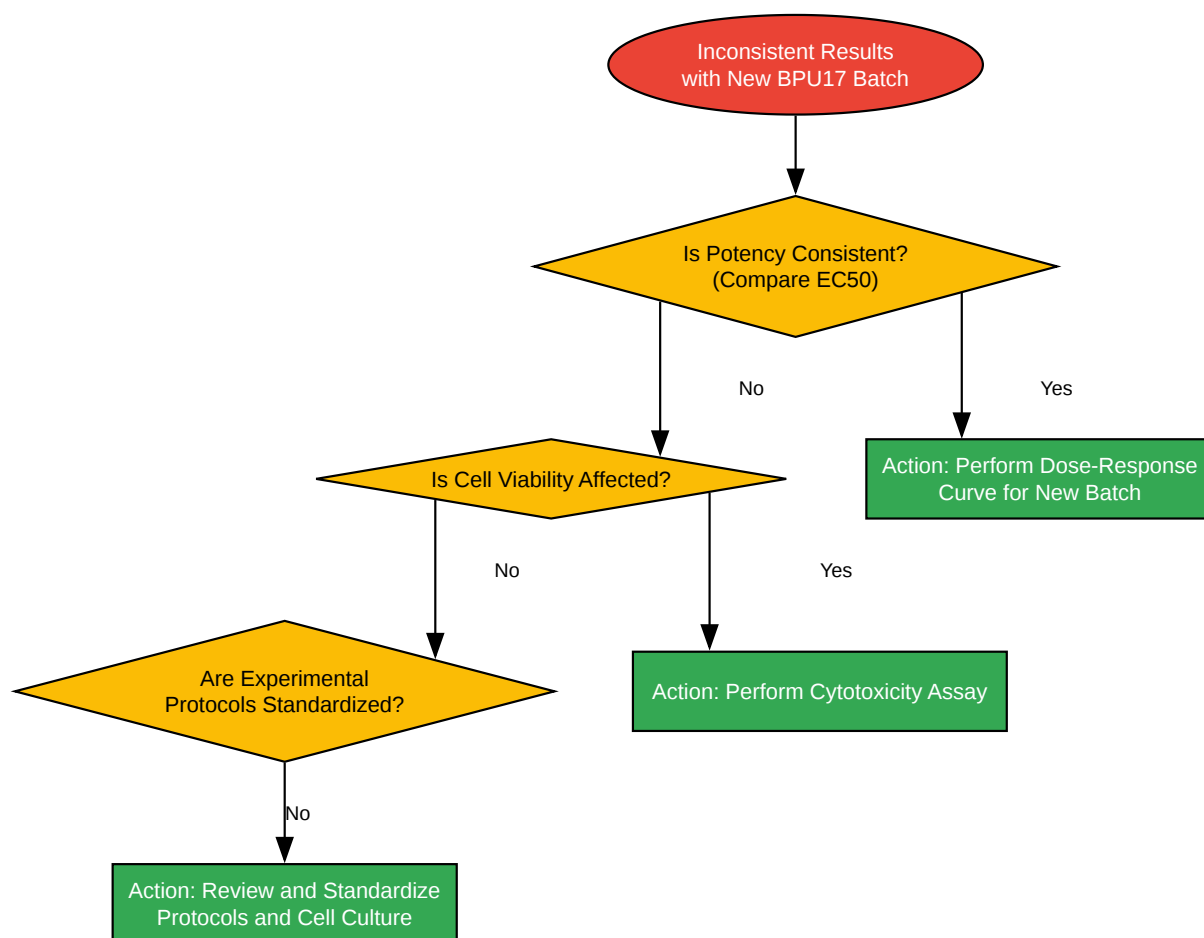 Inconsistent Results
with New BPU17 Batch
Is Potency Consistent?
(Compare EC50)
No
Yes
Action: Perform Dose-Response
Curve for New Batch
Is Cell Viability Affected?
No
Yes
Are Experimental
Protocols Standardized?
Action: Perform Cytotoxicity Assay
No
Action: Review and Standardize
Protocols and Cell Culture